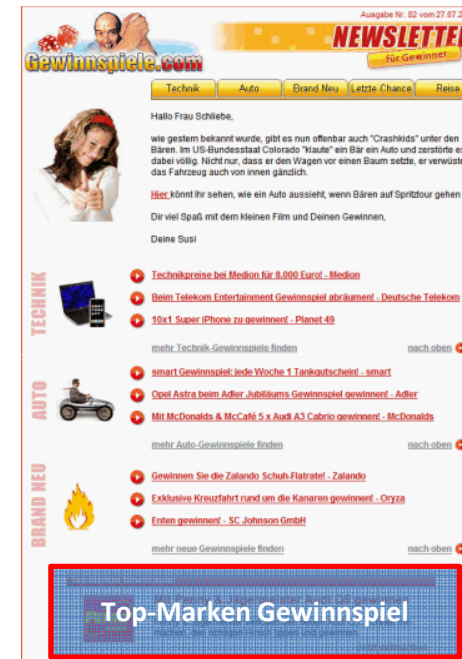 Ausgabe Nr. 82 vom 27.07.2
NEWSLETTER
für Gewinner
Gewinnspiele.com
Technik Auto Brand Neu Letzte Chance Reise
Hallo Frau Schliebe,
wie gestern bekannt wurde, gibt es nun offenbar auch "Crashkids" unter den
Bären. Im US-Bundesstaat Colorado "klaute" ein Bär ein Auto und zerstörte es
dabei völlig. Nicht nur, dass er den Wagen vor einen Baum setzte, er verwüste
das Fahrzeug auch von innen gänzlich.
Hier könnt Ihr sehen, wie ein Auto aussieht, wenn Bären auf Spritztour gehen
Dir viel Spaß mit dem kleinen Film und Deinen Gewinnen,
Deine Susi
TECHNIK
Technikpreise bei Medion für 8.000 Euro! - Medion
Beim Telekom Entertainment Gewinnspiel abräumen! - Deutsche Telekom
10x1 Super iPhone zu gewinnen! - Planet 49
mehr Technik-Gewinnspiele finden nach oben
AUTO
smart Gewinnspiel: jede Woche 1 Tankgutschein! - smart
Opel Astra beim Adler Jubiläums Gewinnspiel gewinnen! - Adler
Mit McDonalds & McCafé 5 x Audi A3 Cabrio gewinnen! - McDonalds
mehr Auto-Gewinnspiele finden nach oben
BRAND NEU
Gewinnen Sie die Zalando Schuh-Flatrate! - Zalando
Exklusive Kreuzfahrt rund um die Kanaren gewinnen! - Oryza
Enten gewinnen! - SC Johnson GmbH
mehr neue Gewinnspiele finden nach oben
Top-Marken Gewinnspiel